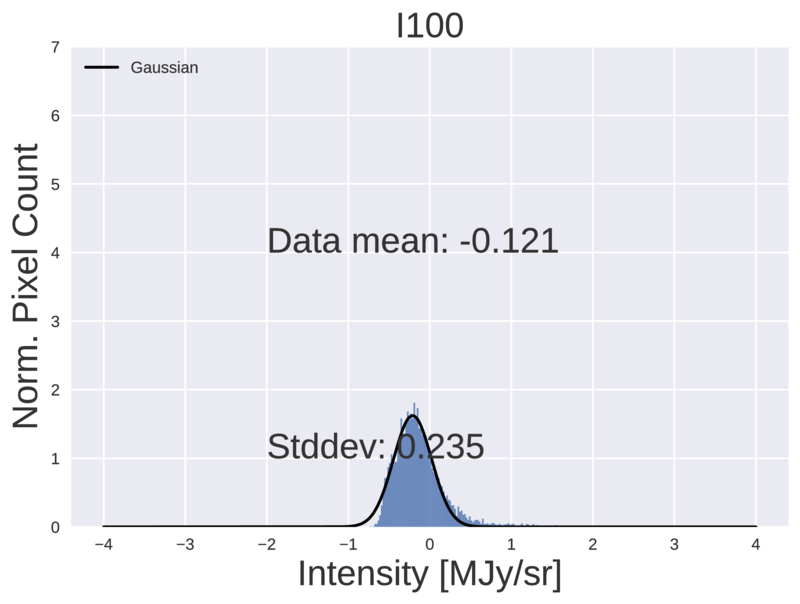 I100
7
Gaussian
6
5
Data mean: -0.121
4
3
2
Stddev: 0.235
1
0
−4 −3 −2 −1 0 1 2 3 4
Norm. Pixel Count
Intensity [MJy/sr]